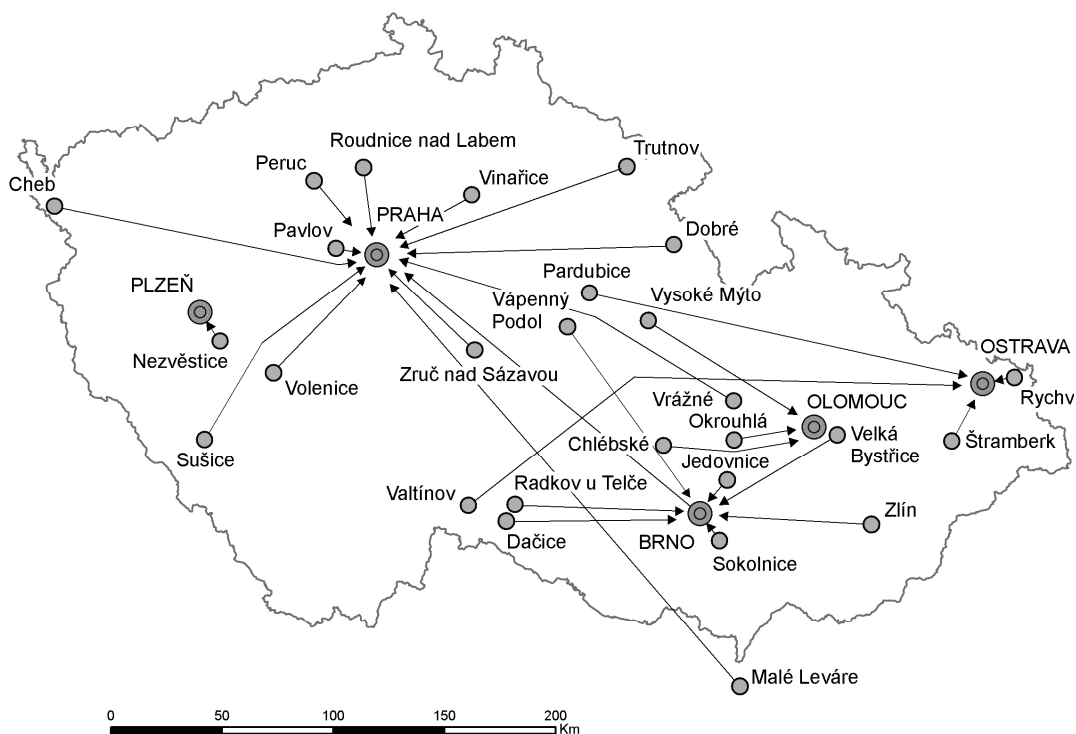 Roudnice nad Labem
Peruc
Trutnov
Vinařice
Cheb
PRAHA
Pavlov
Dobré
Pardubice
PLZEŇ
Vysoké Mýto
Vápenný
Podol
OSTRAVA
Nezvěstice
Zruč nad Sázavou
Volenice
Rychv
Vrážné
OLOMOUC
Okrouhlá
Velká
Bystřice
Štramberk
Chlébské
Sušice
Jedovnice
Radkov u Telče
Valtínov
Zlín
Dačice
BRNO
Sokolnice
Malé Leváre
0 50 100 150 200
Km